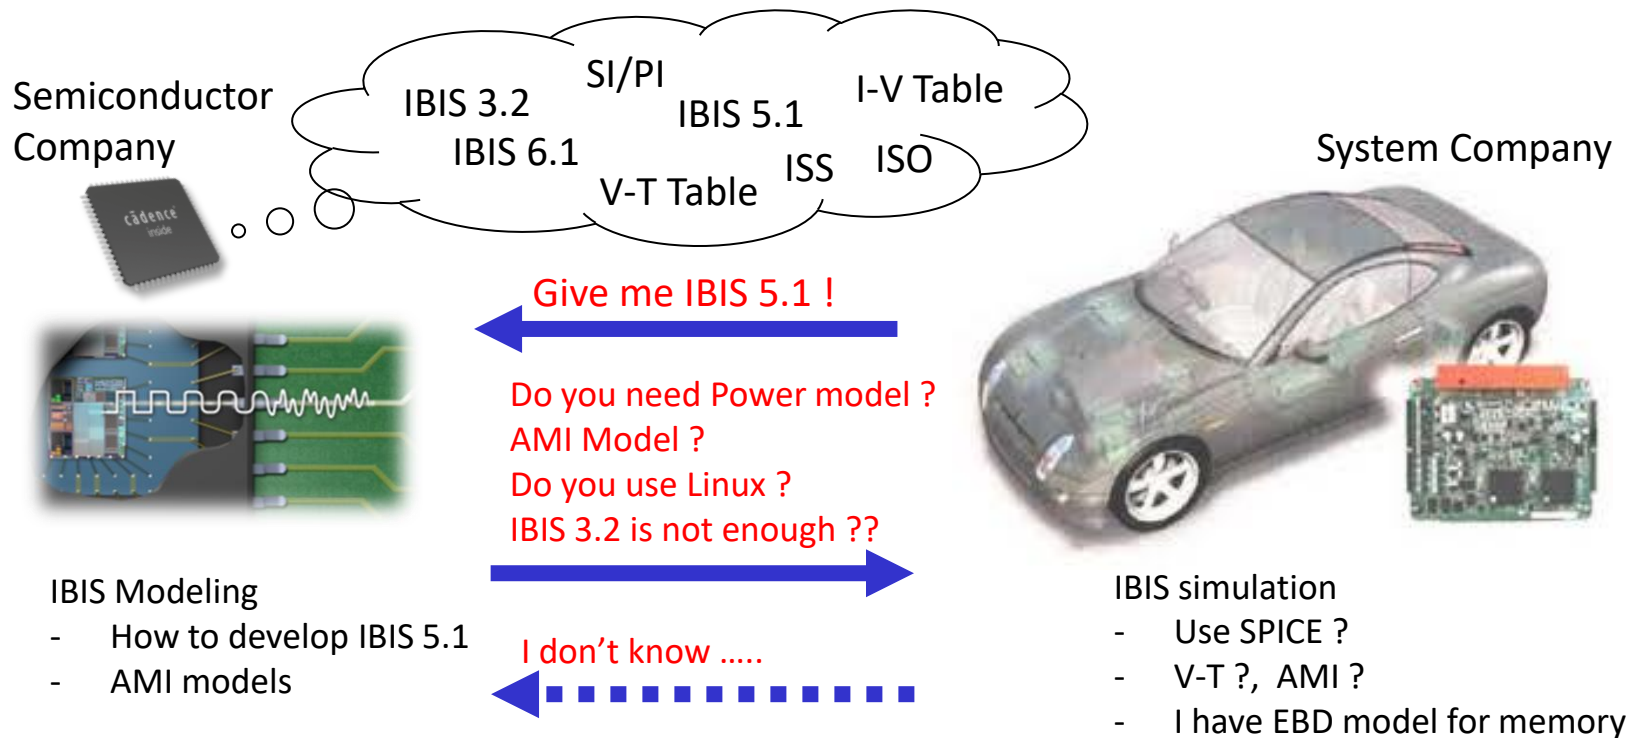 Semiconductor
Company
SI/PI
IBIS 3.2
IBIS 5.1
I-V Table
IBIS 6.1
V-T Table
ISS
ISO
System Company
cādence
inside
Give me IBIS 5.1 !
Do you need Power model ?
AMI Model ?
Do you use Linux ?
IBIS 3.2 is not enough ??
I don’t know …..
IBIS Modeling
- How to develop IBIS 5.1
- AMI models
IBIS simulation
- Use SPICE ?
- V-T ?, AMI ?
- I have EBD model for memory